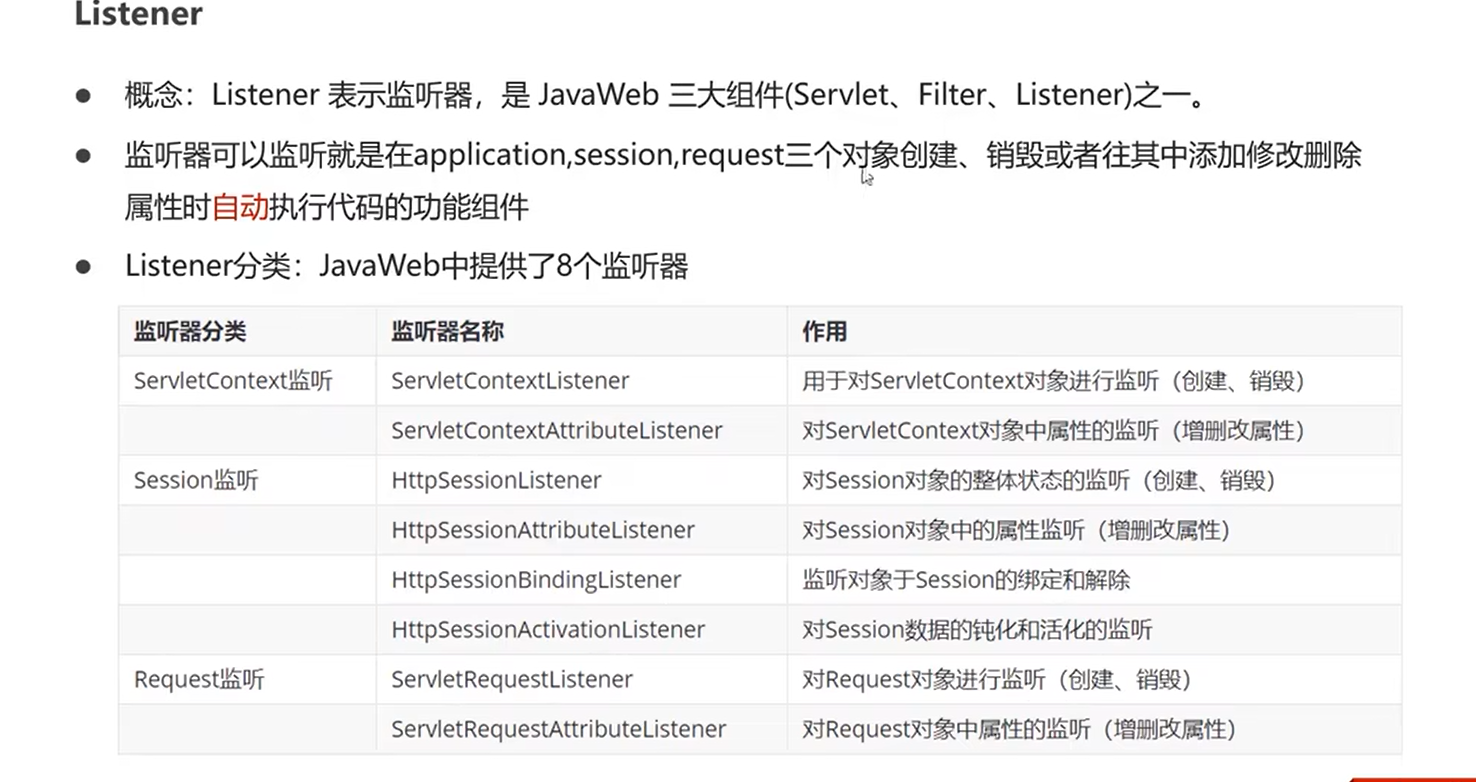 Listener
● 概念：Listener 表示监听器，是 JavaWeb 三大组件(Servlet、Filter、Listener)之一。
● 监听器可以监听就是在application,session,request三个对象创建、销毁或者往其中添加修改删除
属性时自动执行代码的功能组件
● Listener分类：JavaWeb中提供了8个监听器
监听器分类 监听器名称 作用
ServletContext监听 ServletContextListener 用于对ServletContext对象进行监听（创建、销毁）
ServletContextAttributeListener 对ServletContext对象中属性的监听（增删改属性）
Session监听 HttpSessionListener 对Session对象的整体状态的监听（创建、销毁）
HttpSessionAttributeListener 对Session对象中的属性监听（增删改属性）
HttpSessionBindingListener 监听对象于Session的绑定和解除
HttpSessionActivationListener 对Session数据的钝化和活化的监听
Request监听 ServletRequestListener 对Request对象进行监听（创建、销毁）
ServletRequestAttributeListener 对Request对象中属性的监听（增删改属性）